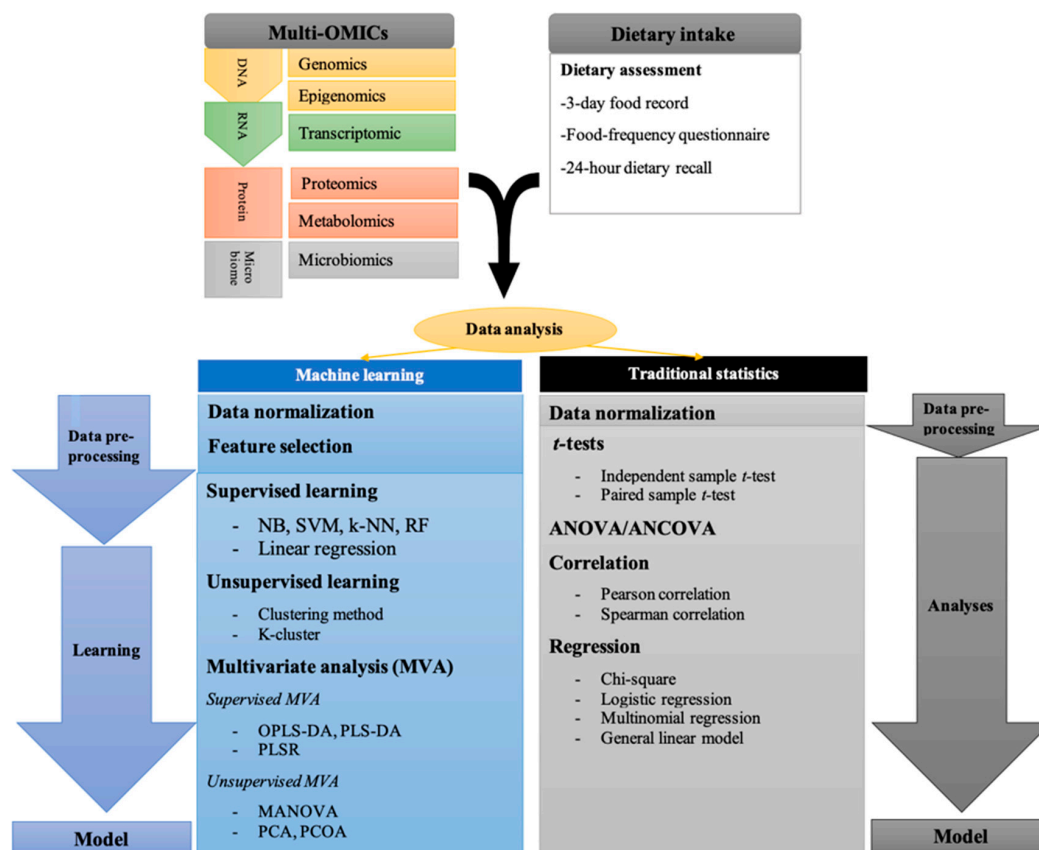 Multi-OMICs
DNA
Genomics
Epigenomics
RNA
Transcriptomic
Protein
Proteomics
Metabolomics
Micro
biome
Microbiomics
Dietary intake
Dietary assessment
-3-day food record
-Food-frequency questionnaire
-24-hour dietary recall
Data analysis
Data pre-
processing
Learning
Model
Machine learning
Data normalization
Feature selection
Supervised learning
- NB, SVM, k-NN, RF
- Linear regression
Unsupervised learning
- Clustering method
- K-cluster
Multivariate analysis (MVA)
Supervised MVA
- OPLS-DA, PLS-DA
- PLSR
Unsupervised MVA
- MANOVA
- PCA, PCOA
Traditional statistics
Data normalization
t-tests
- Independent sample t-test
- Paired sample t-test
ANOVA/ANCOVA
Correlation
- Pearson correlation
- Spearman correlation
Regression
- Chi-square
- Logistic regression
- Multinomial regression
- General linear model
Data pre-
processing
Analyses
Model